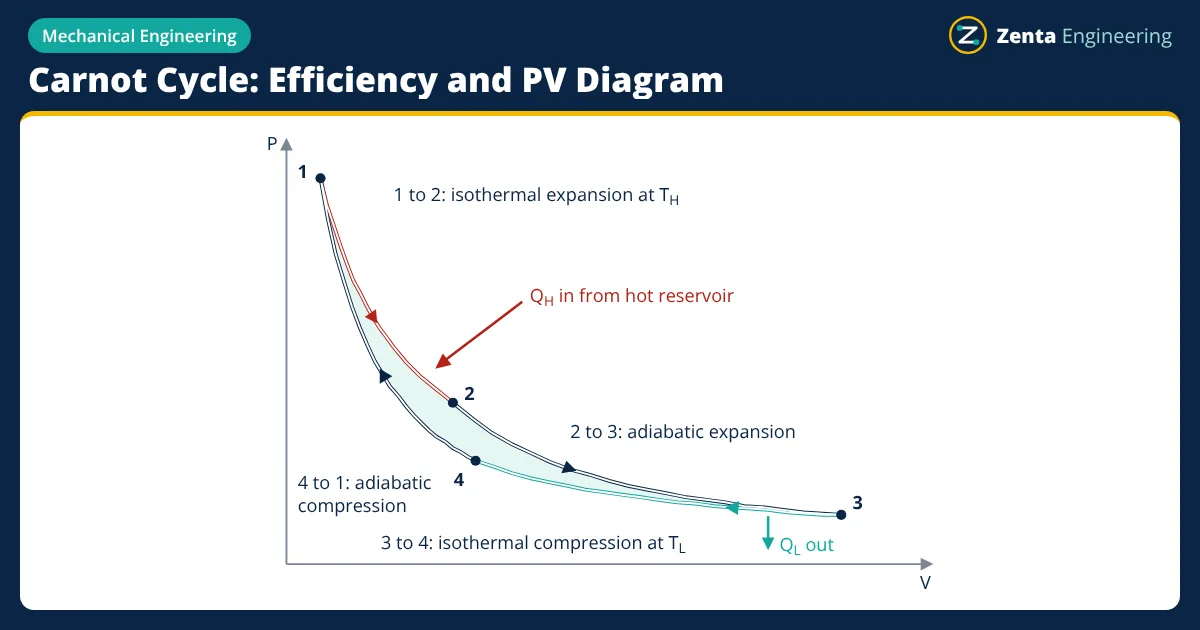 Mechanical Engineering
Zenta Engineering
Carnot Cycle: Efficiency and PV Diagram
P
1
1 to 2: isothermal expansion at TH
QH in from hot reservoir
2
2 to 3: adiabatic expansion
4
4 to 1: adiabatic
compression
3
3 to 4: isothermal compression at TL
QL out
V